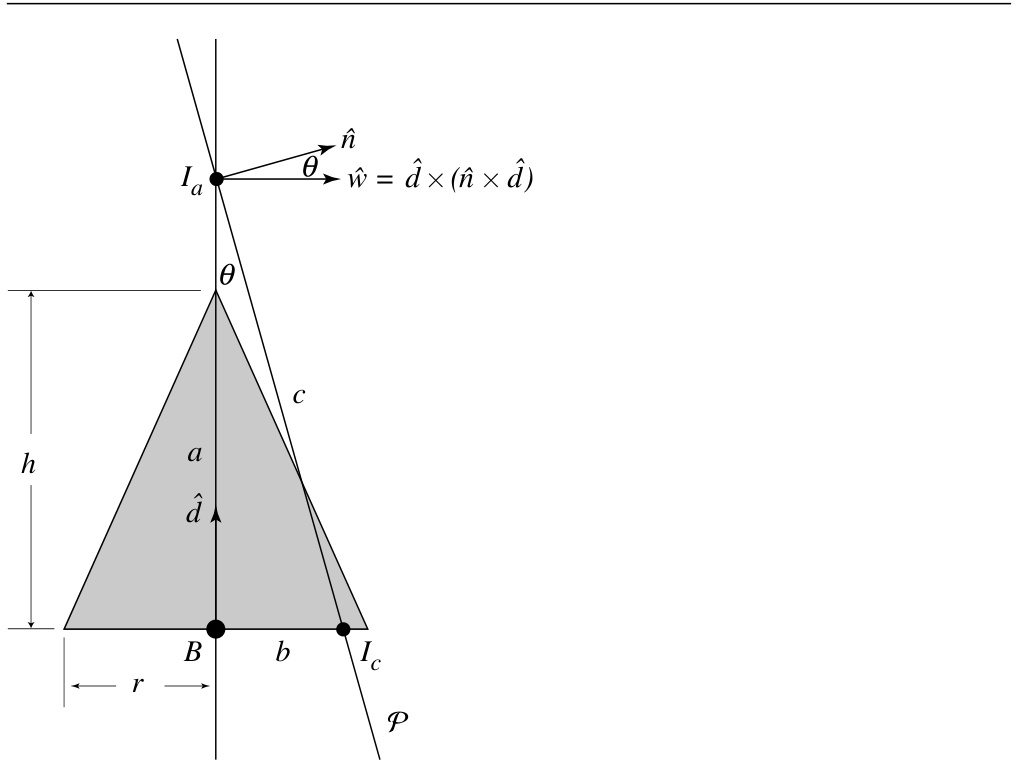 n̂
θ
I_a
ŵ = d̂ × (n̂ × d̂)
θ
c
a
h
d̂
B
b
I_c
r
𝒫